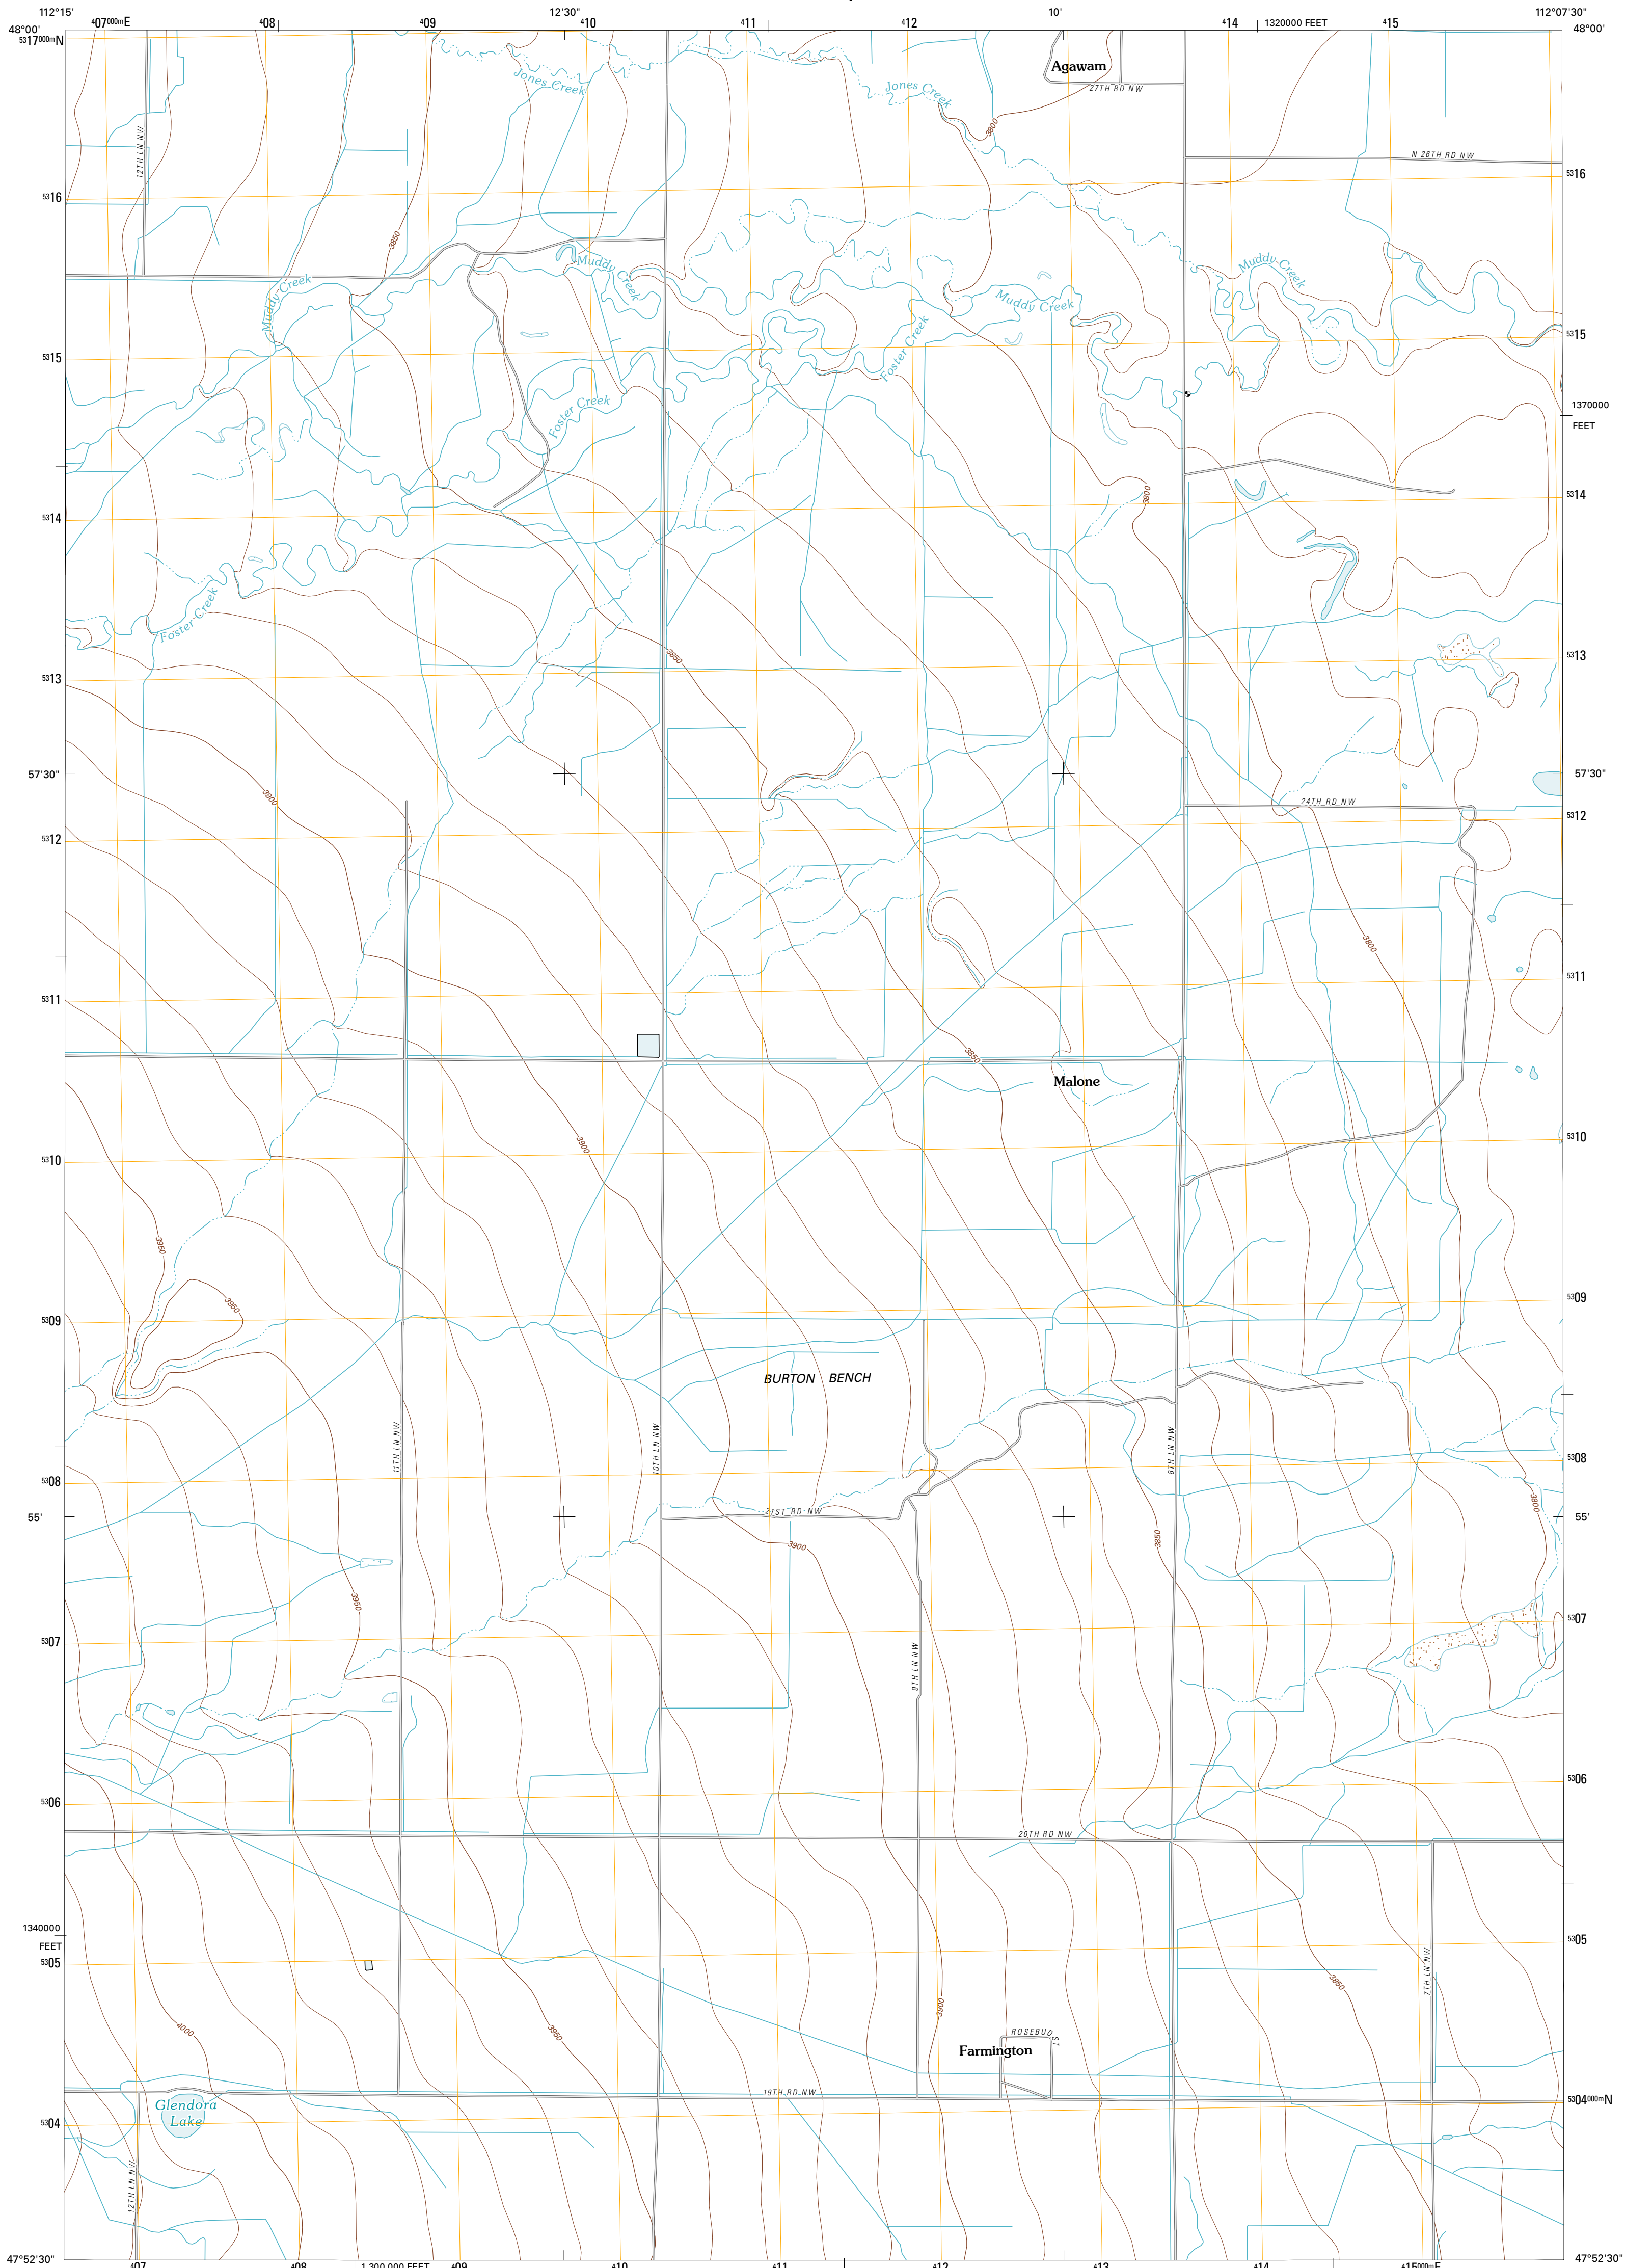 112°15'
⁴07⁰⁰⁰ᵐE
⁴08
⁴09
12'30"
⁴10
⁴11
⁴12
10'
⁴14
1320000 FEET
⁴15
112°07'30"
48°00'
48°00'
⁵³17⁰⁰⁰ᵐN
Agawam
27TH RD NW
Jones Creek
Jones Creek
3800
12TH LN NW
N 26TH RD NW
⁵³16
⁵³16
3850
Muddy Creek
Muddy Creek
Muddy Creek
Muddy Creek
Foster Creek
⁵³15
⁵³15
Foster Creek
1370000
FEET
3800
⁵³14
⁵³14
Foster Creek
3850
⁵³13
⁵³13
57'30"
57'30"
3900
24TH RD NW
⁵³12
⁵³12
3800
⁵³11
⁵³11
3850
Malone
3900
⁵³10
⁵³10
3950
3950
⁵³09
⁵³09
BURTON BENCH
11TH LN NW
10TH LN NW
8TH LN NW
⁵³08
⁵³08
3800
55'
21ST RD NW
55'
3900
3850
3950
⁵³07
⁵³07
9TH LN NW
⁵³06
⁵³06
20TH RD NW
1340000
FEET
⁵³05
⁵³05
7TH LN NW
3850
3900
4000
3950
ROSEBUD ST
Farmington
19TH RD NW
Glendora
Lake
⁵³04⁰⁰⁰ᵐN
⁵³04
12TH LN NW
47°52'30"
47°52'30"
⁴07
⁴08
1 300 000 FEET
⁴09
⁴10
⁴11
⁴12
⁴13
⁴14
⁴15⁰⁰⁰ᵐE